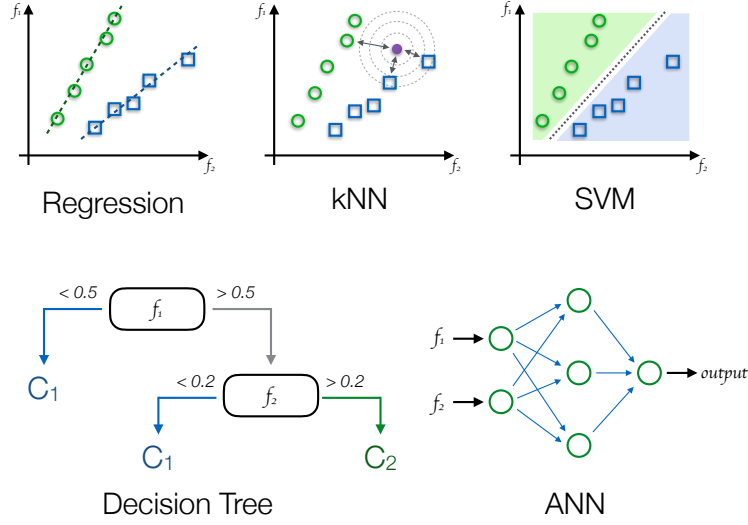 f₁
f₂
Regression
f₁
f₂
kNN
f₁
f₂
SVM
< 0.5
f₁
> 0.5
C₁
< 0.2
f₂
> 0.2
C₁
C₂
Decision Tree
f₁
f₂
output
ANN